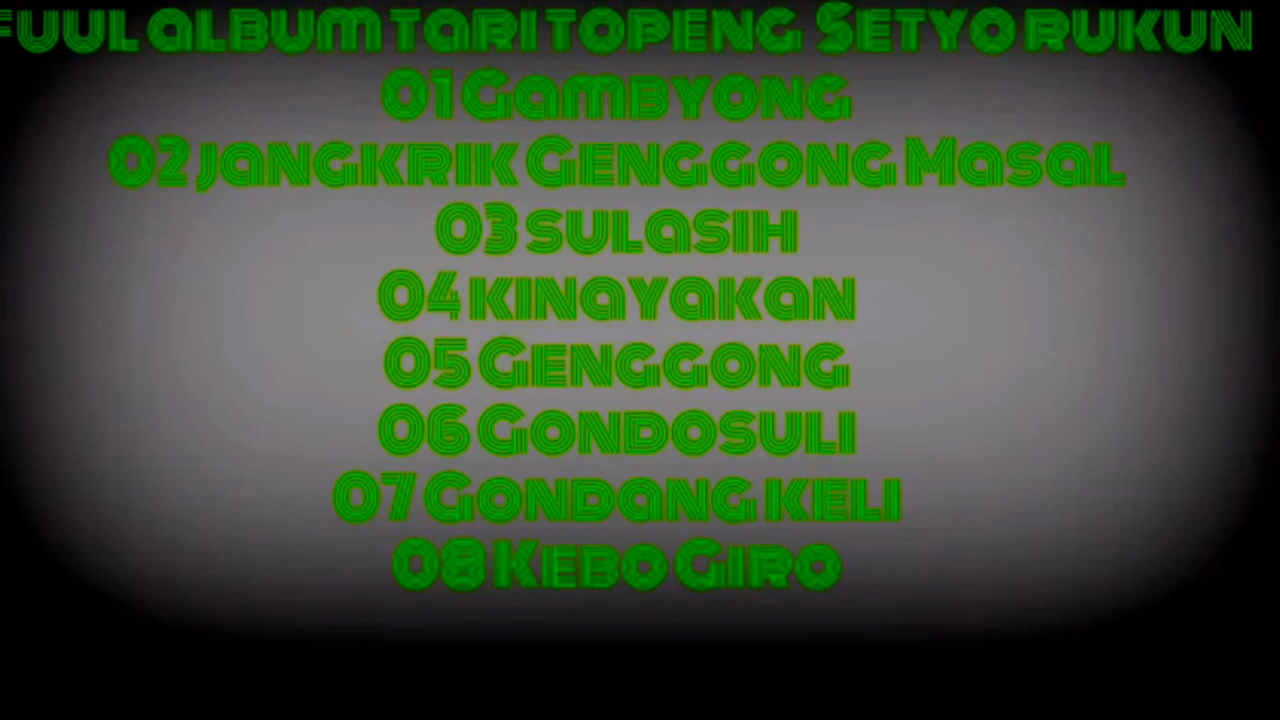 Fuul album tari topeng Setyo rukun
01 Gambyong
02 jangkrik Genggong Masal
03 sulasih
04 kinayakan
05 Genggong
06 Gondosuli
07 Gondang keli
08 Kebo Giro